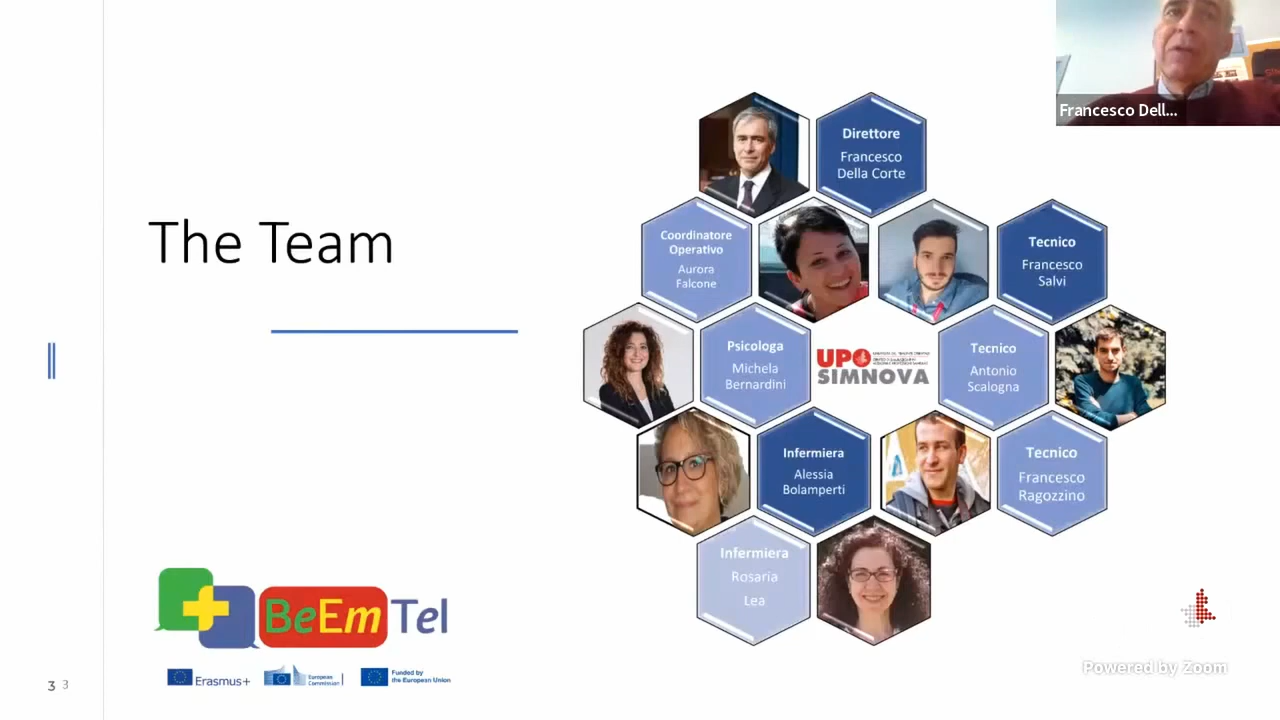 Francesco Dell...
The Team
Direttore
Francesco
Della Corte
Coordinatore
Operativo
Aurora
Falcone
Tecnico
Francesco
Salvi
Psicologa
Michela
Bernardini
UPO
SIMNOVA
Tecnico
Antonio
Scalogna
Infermiera
Alessia
Bolamperti
Tecnico
Francesco
Ragozzino
Infermiera
Rosaria
Lea
BeEmTel
Erasmus+
European
Commission
Funded by
the European Union
Powered by Zoom
3 3